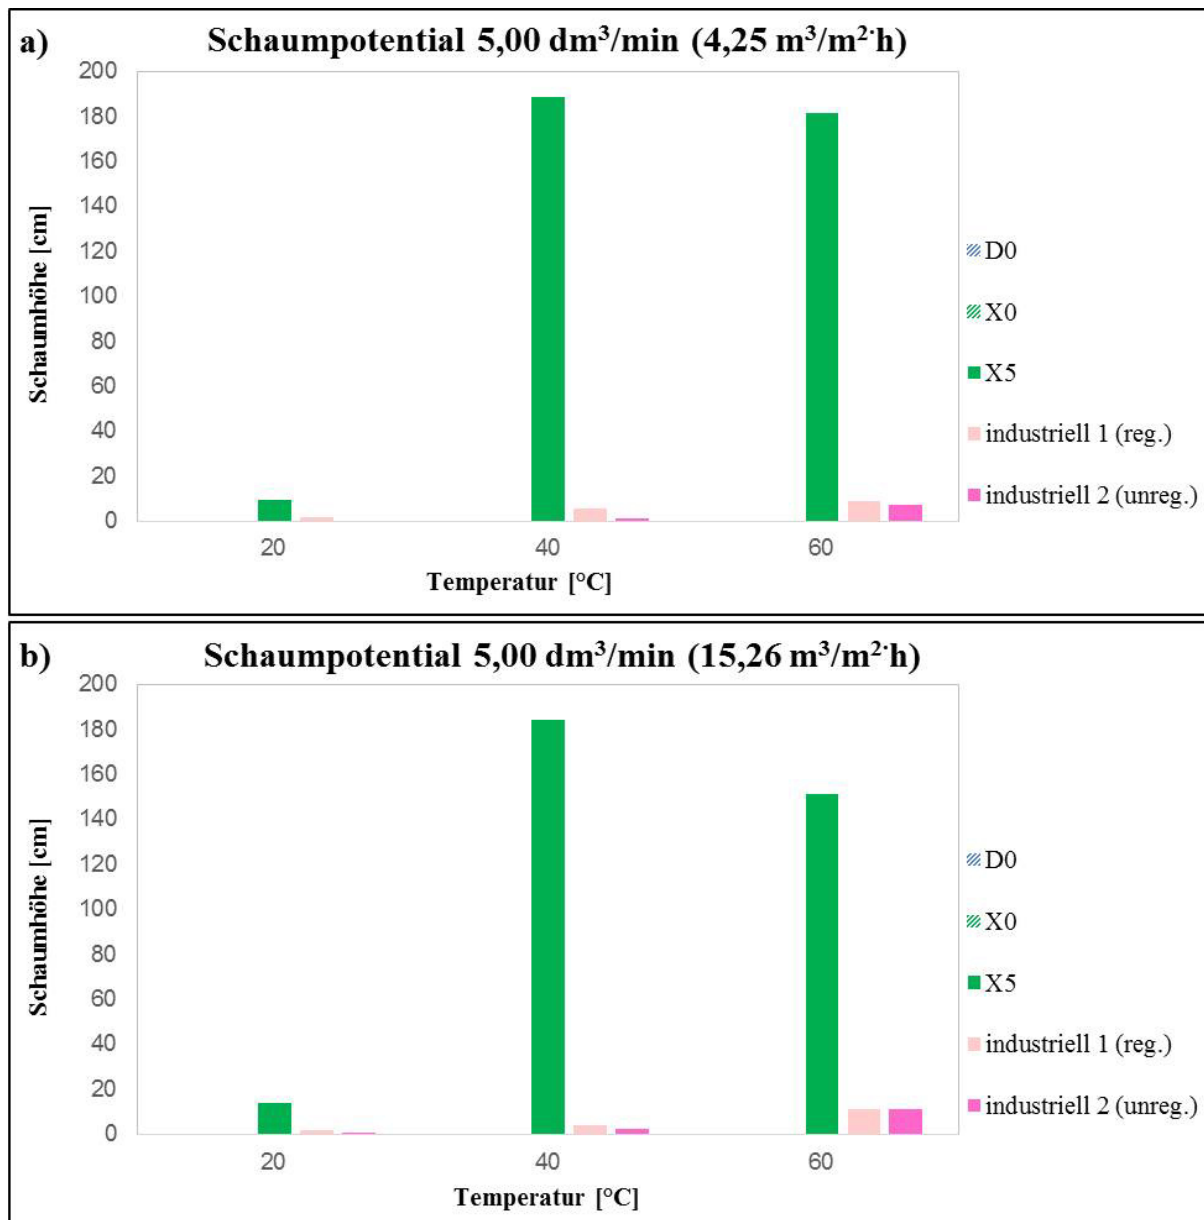 a)
Schaumpotential 5,00 dm³/min (4,25 m³/m²·h)
Schaumhöhe [cm]
200
180
160
140
120
100
80
60
40
20
0
20
40
60
Temperatur [°C]
D0
X0
X5
industriell 1 (reg.)
industriell 2 (unreg.)
b)
Schaumpotential 5,00 dm³/min (15,26 m³/m²·h)
Schaumhöhe [cm]
200
180
160
140
120
100
80
60
40
20
0
20
40
60
Temperatur [°C]
D0
X0
X5
industriell 1 (reg.)
industriell 2 (unreg.)